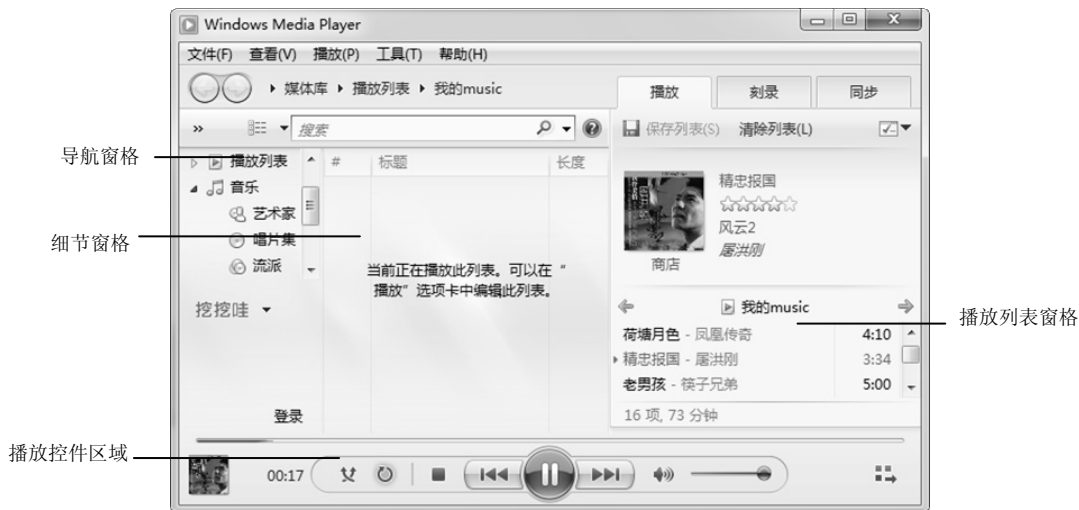 Windows Media Player
文件(F) 查看(V) 播放(P) 工具(T) 帮助(H)
媒体库 播放列表 我的music
播放 刻录 同步
» 搜索
保存列表(S) 清除列表(L)
导航窗格
播放列表
# 标题 长度
音乐
艺术家
唱片集
流派
细节窗格
当前正在播放此列表。可以在“
播放”选项卡中编辑此列表。
挖挖哇
登录
精忠报国
风云2
屠洪刚
商店
我的music
荷塘月色 - 凤凰传奇 4:10
精忠报国 - 屠洪刚 3:34
老男孩 - 筷子兄弟 5:00
16 项, 73 分钟
播放列表窗格
播放控件区域
00:17